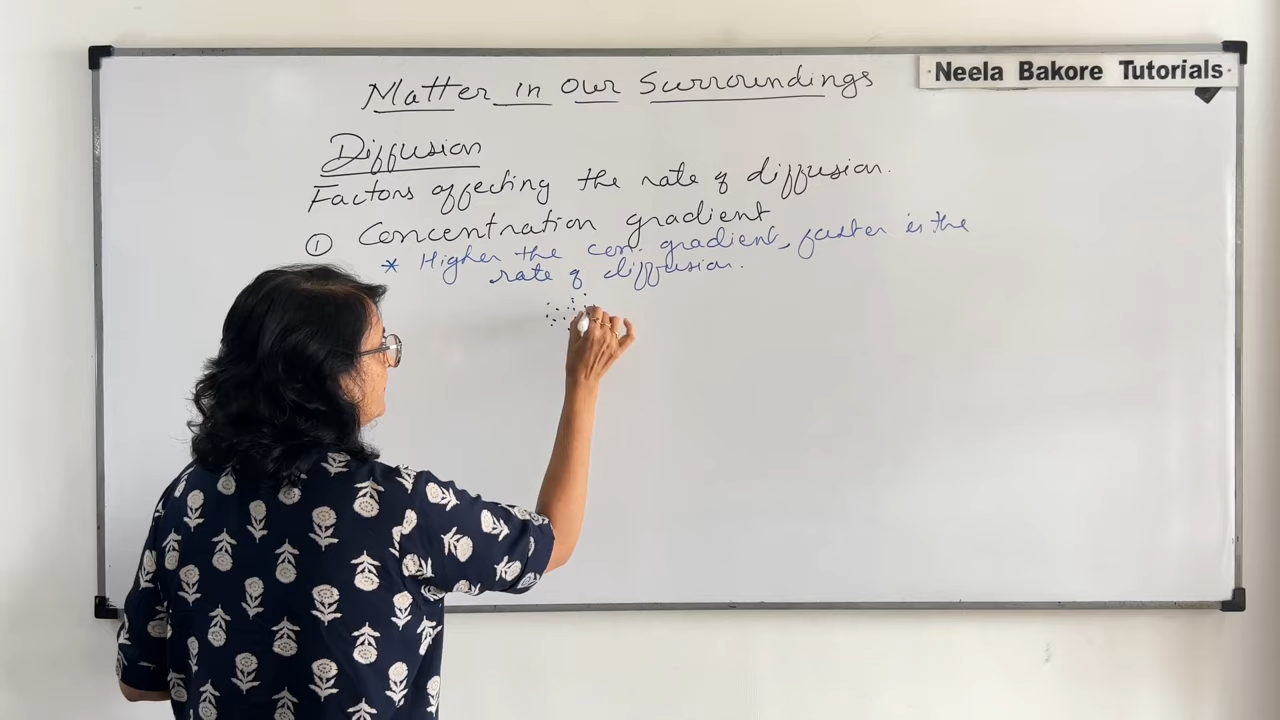 Neela Bakore Tutorials
Matter in Our Surroundings
Diffusion
Factors affecting the rate of diffusion.
① Concentration gradient
* Higher the con. gradient, faster is the
rate of diffusion.